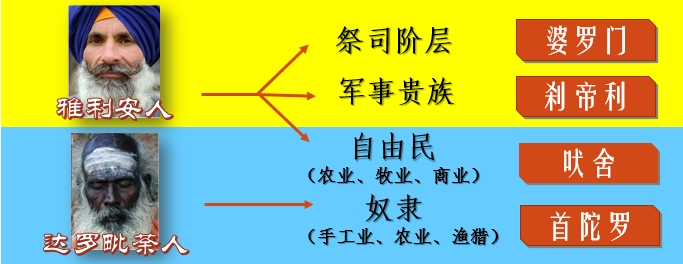 祭司阶层
婆罗门
雅利安人
军事贵族
刹帝利
自由民
(农业、牧业、商业)
吠舍
达罗毗荼人
奴隶
(手工业、农业、渔猎)
首陀罗